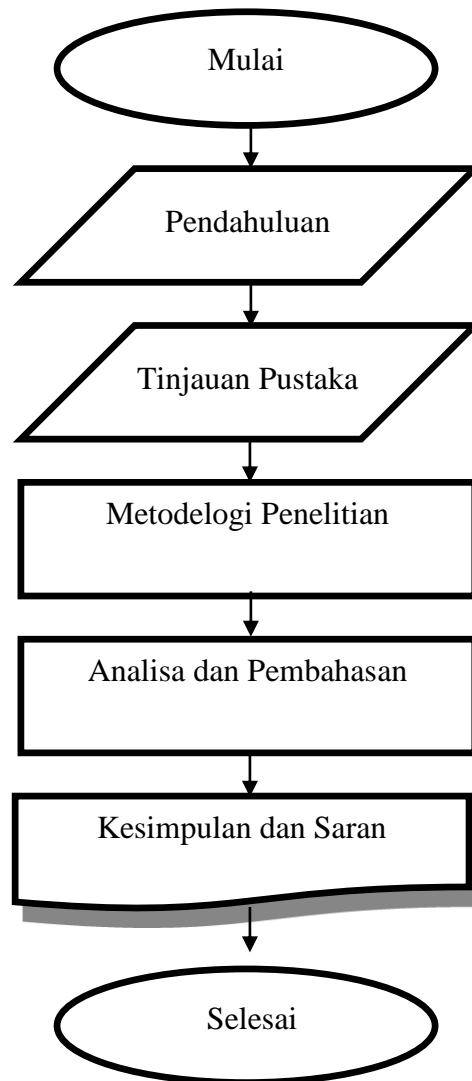 Mulai
Pendahuluan
Tinjauan Pustaka
Metodelogi Penelitian
Analisa dan Pembahasan
Kesimpulan dan Saran
Selesai